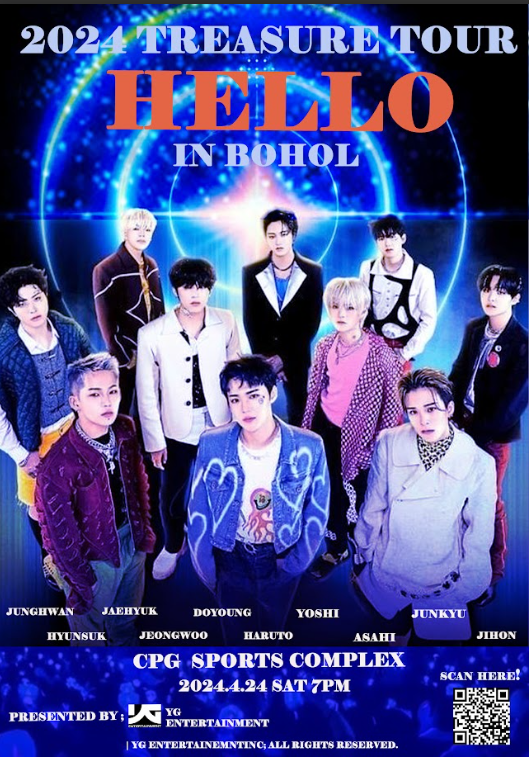 2024 TREASURE TOUR
HELLO
IN BOHOL
JUNGHWAN JAEHYUK DOYOUNG YOSHI JUNKYU
HYUNSUK JEONGWOO HARUTO ASAHI JIHON
CPG SPORTS COMPLEX
2024.4.24 SAT 7PM
SCAN HERE!
PRESENTED BY ; YG YG
ENTERTAINMENT
| YG ENTERTAINEMNTINC; ALL RIGHTS RESERVED.